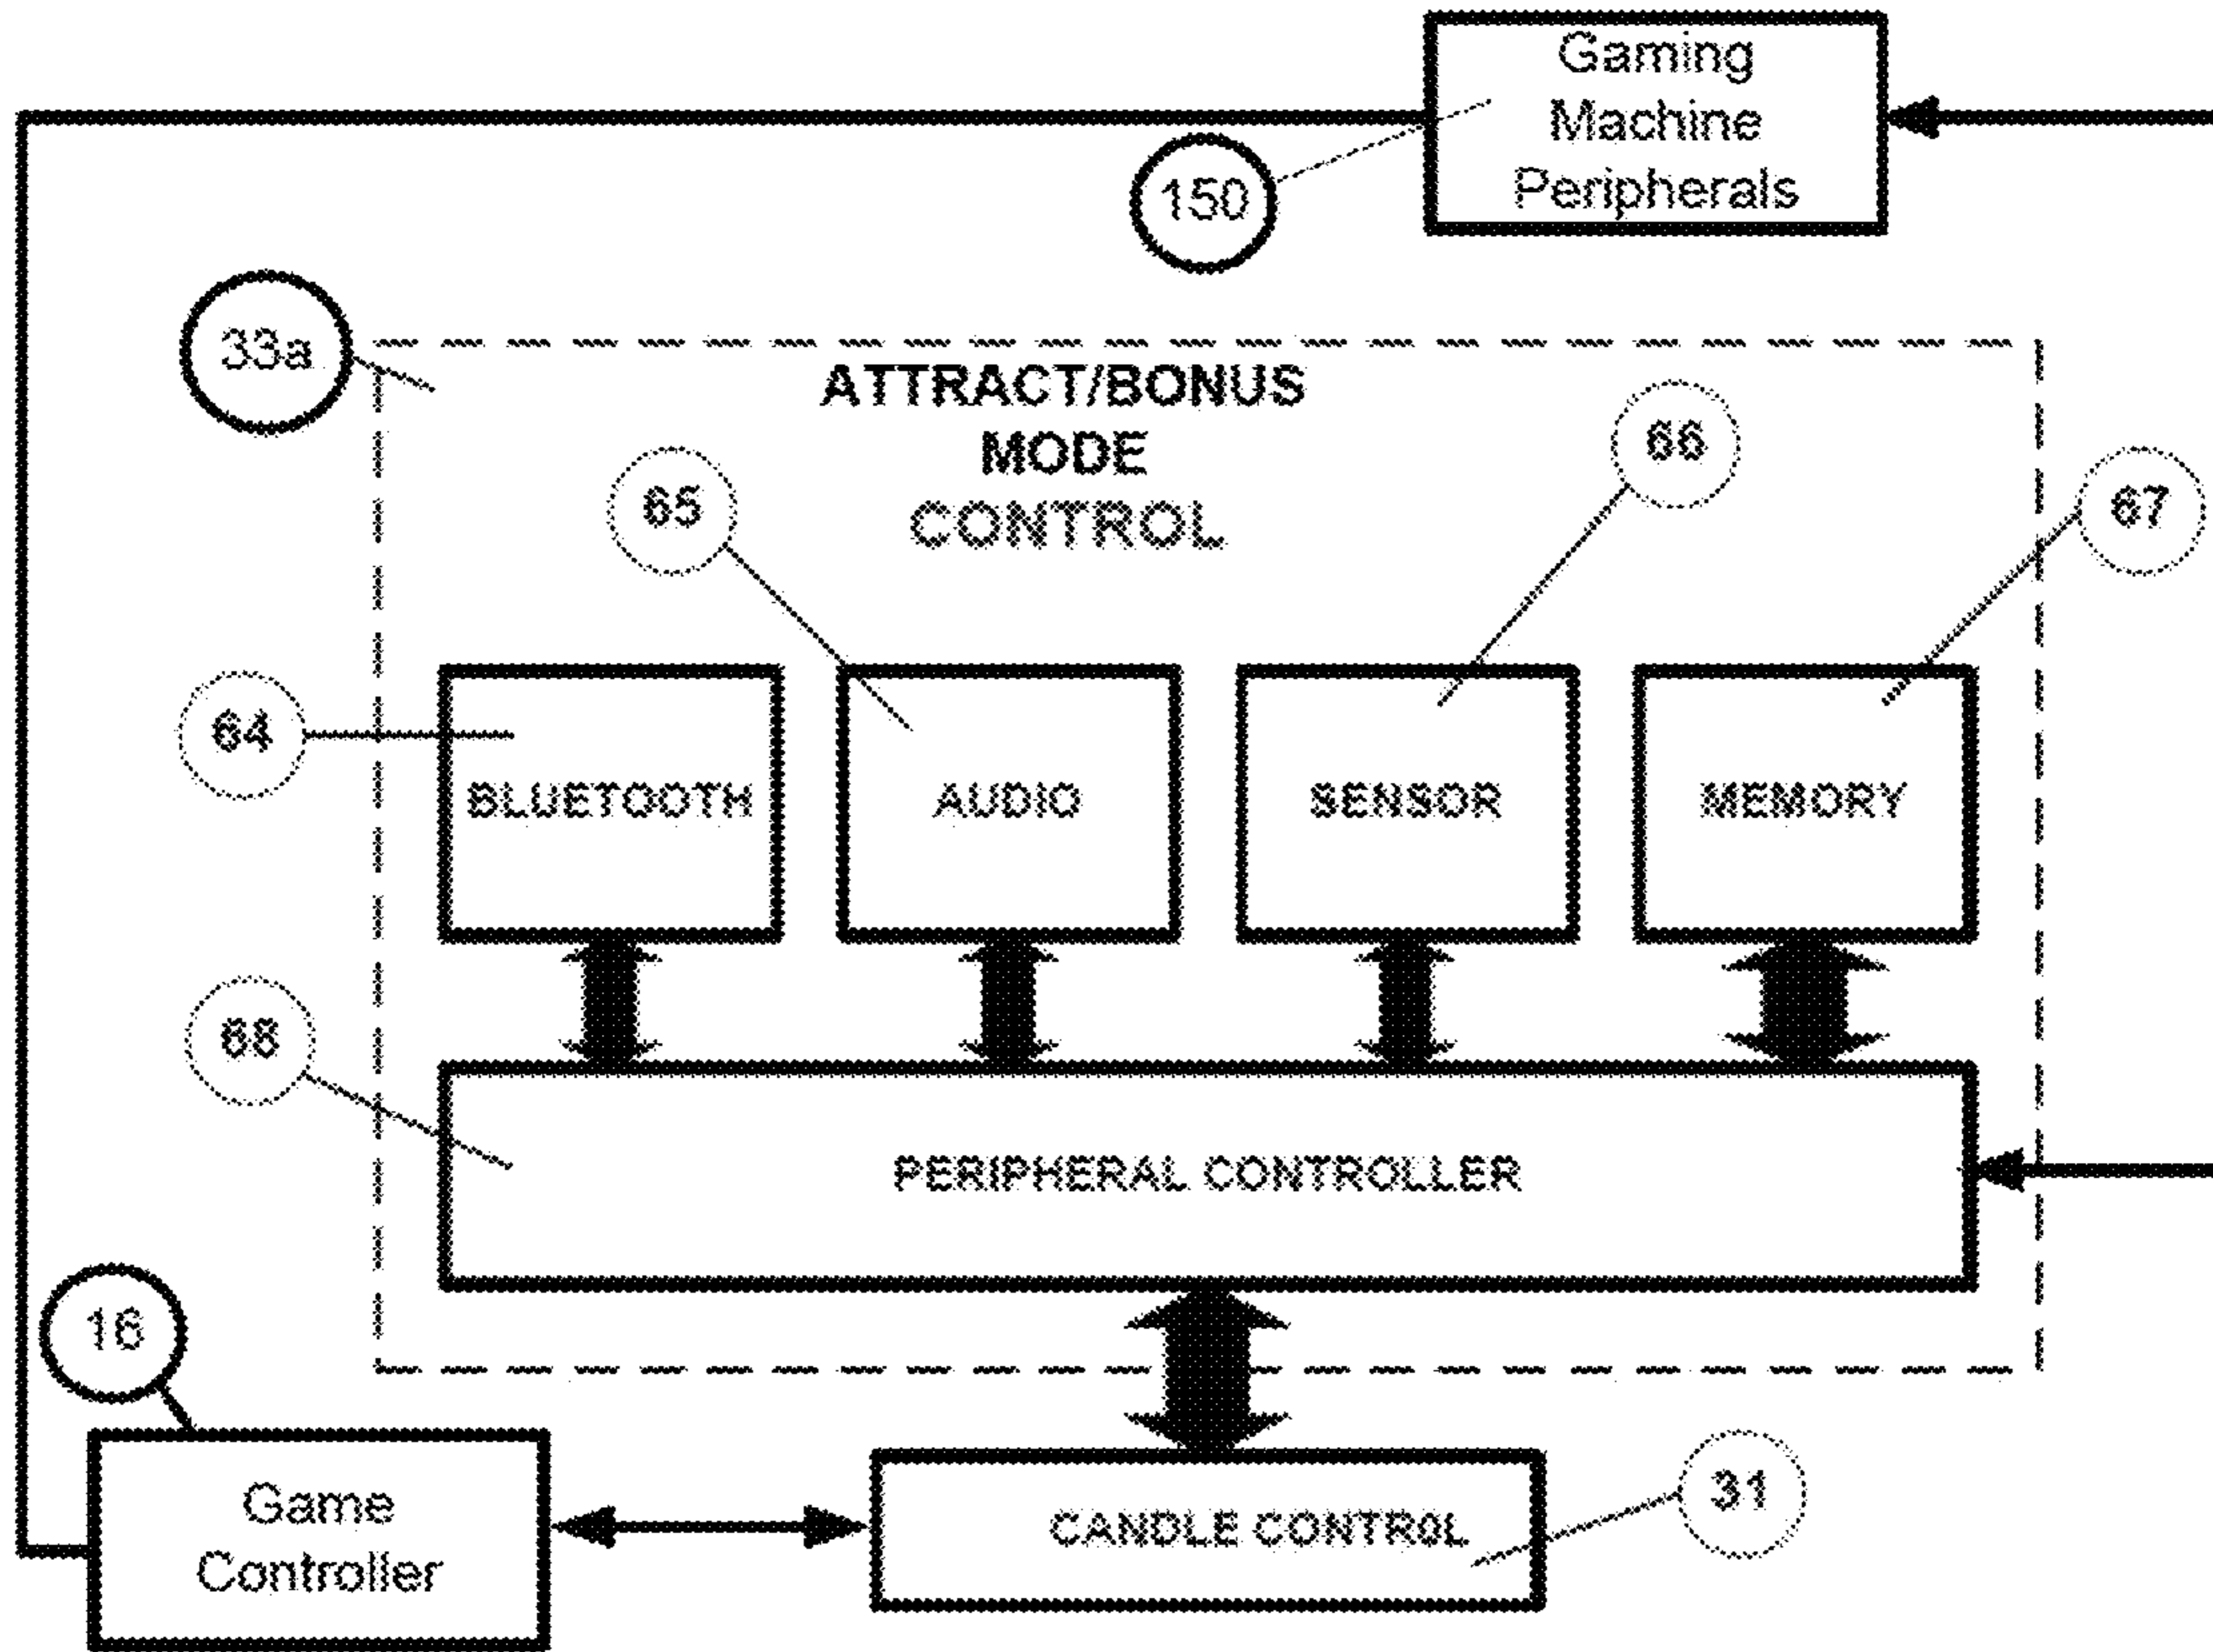 Gaming
Machine
Peripherals
150
33a
ATTRACT/BONUS
MODE
CONTROL
66
65
67
64
BLUETOOTH
AUDIO
SENSOR
MEMORY
68
PERIPHERAL CONTROLLER
16
Game
Controller
CANDLE CONTROL
31